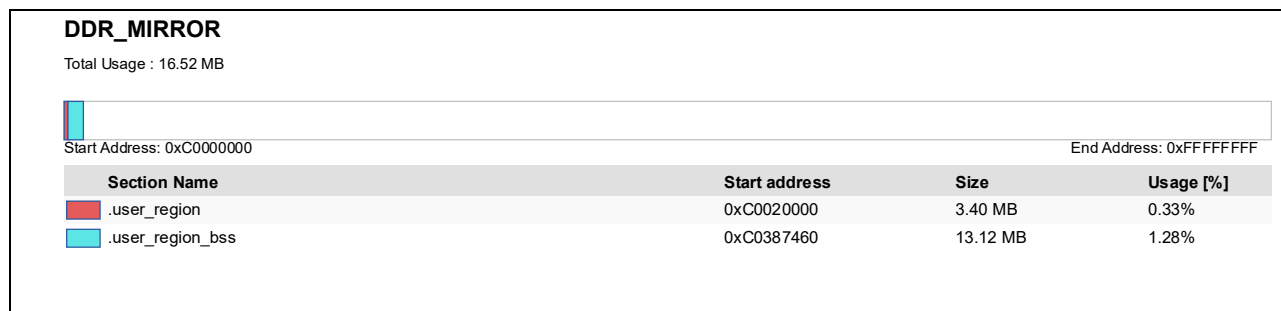 DDR_MIRROR
Total Usage : 16.52 MB
Start Address: 0xC0000000 End Address: 0xFFFFFFFF
Section Name Start address Size Usage [%]
.user_region 0xC0020000 3.40 MB 0.33%
.user_region_bss 0xC0387460 13.12 MB 1.28%